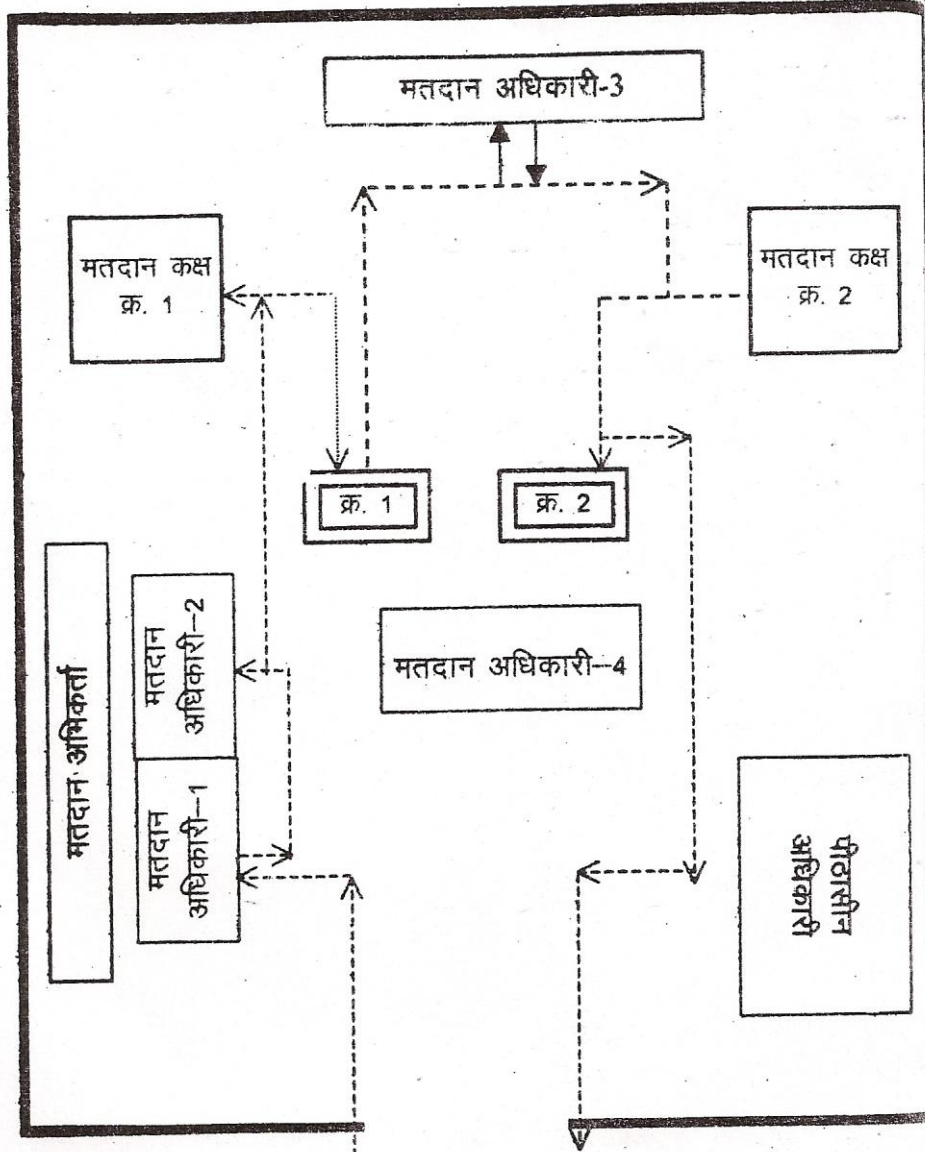 मतदान अधिकारी-3
मतदान कक्ष
क्र. 1
मतदान कक्ष
क्र. 2
क्र. 1
क्र. 2
मतदान अभिकर्ता
मतदान
अधिकारी–2
मतदान अधिकारी–4
मतदान
अधिकारी–1
पीठासीन
अधिकारी